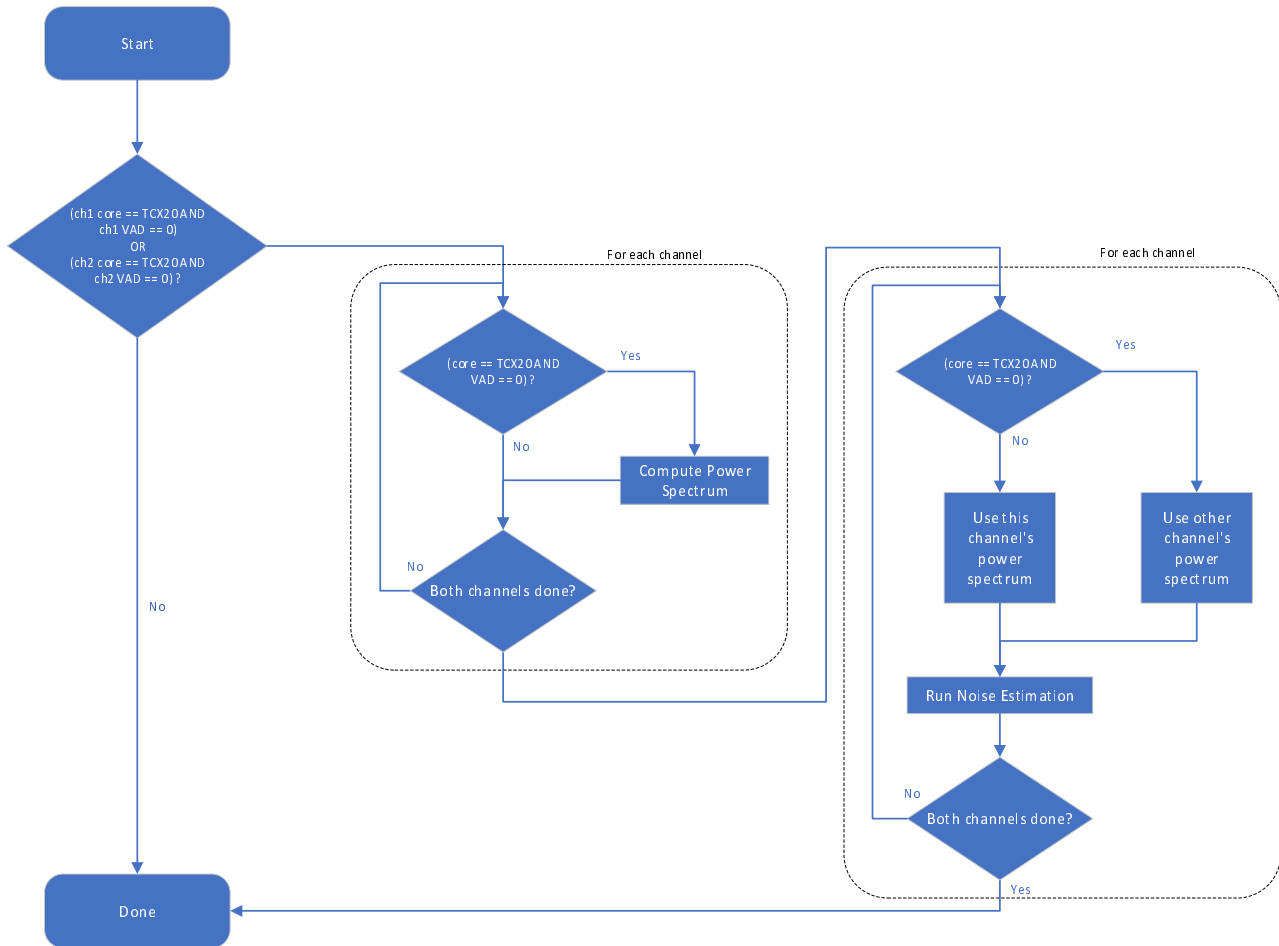 Start
(ch1 core == TCX20 AND
ch1 VAD == 0)
OR
(ch2 core == TCX20 AND
ch2 VAD == 0) ?
No
Done
For each channel
(core == TCX20 AND
VAD == 0) ?
Yes
No
Compute Power
Spectrum
No
Both channels done?
For each channel
(core == TCX20 AND
VAD == 0) ?
Yes
No
Use this
channel's
power
spectrum
Use other
channel's
power
spectrum
Run Noise Estimation
No
Both channels done?
Yes